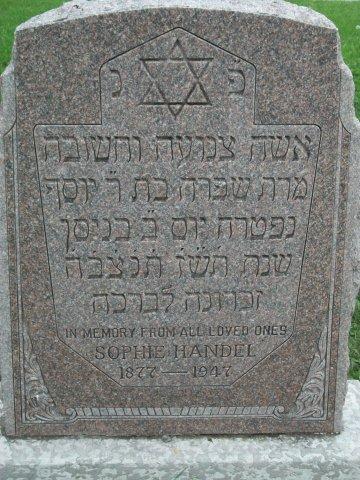 פ נ
אשה צנועה וחשובה
מרת שפרה בת ר יוסף
נפטרה יום ב בניסן
שנת תש״ז תנצבה
זכרונה לברכה
IN MEMORY FROM ALL LOVED ONES
SOPHIE HANDEL
1877 — 1947